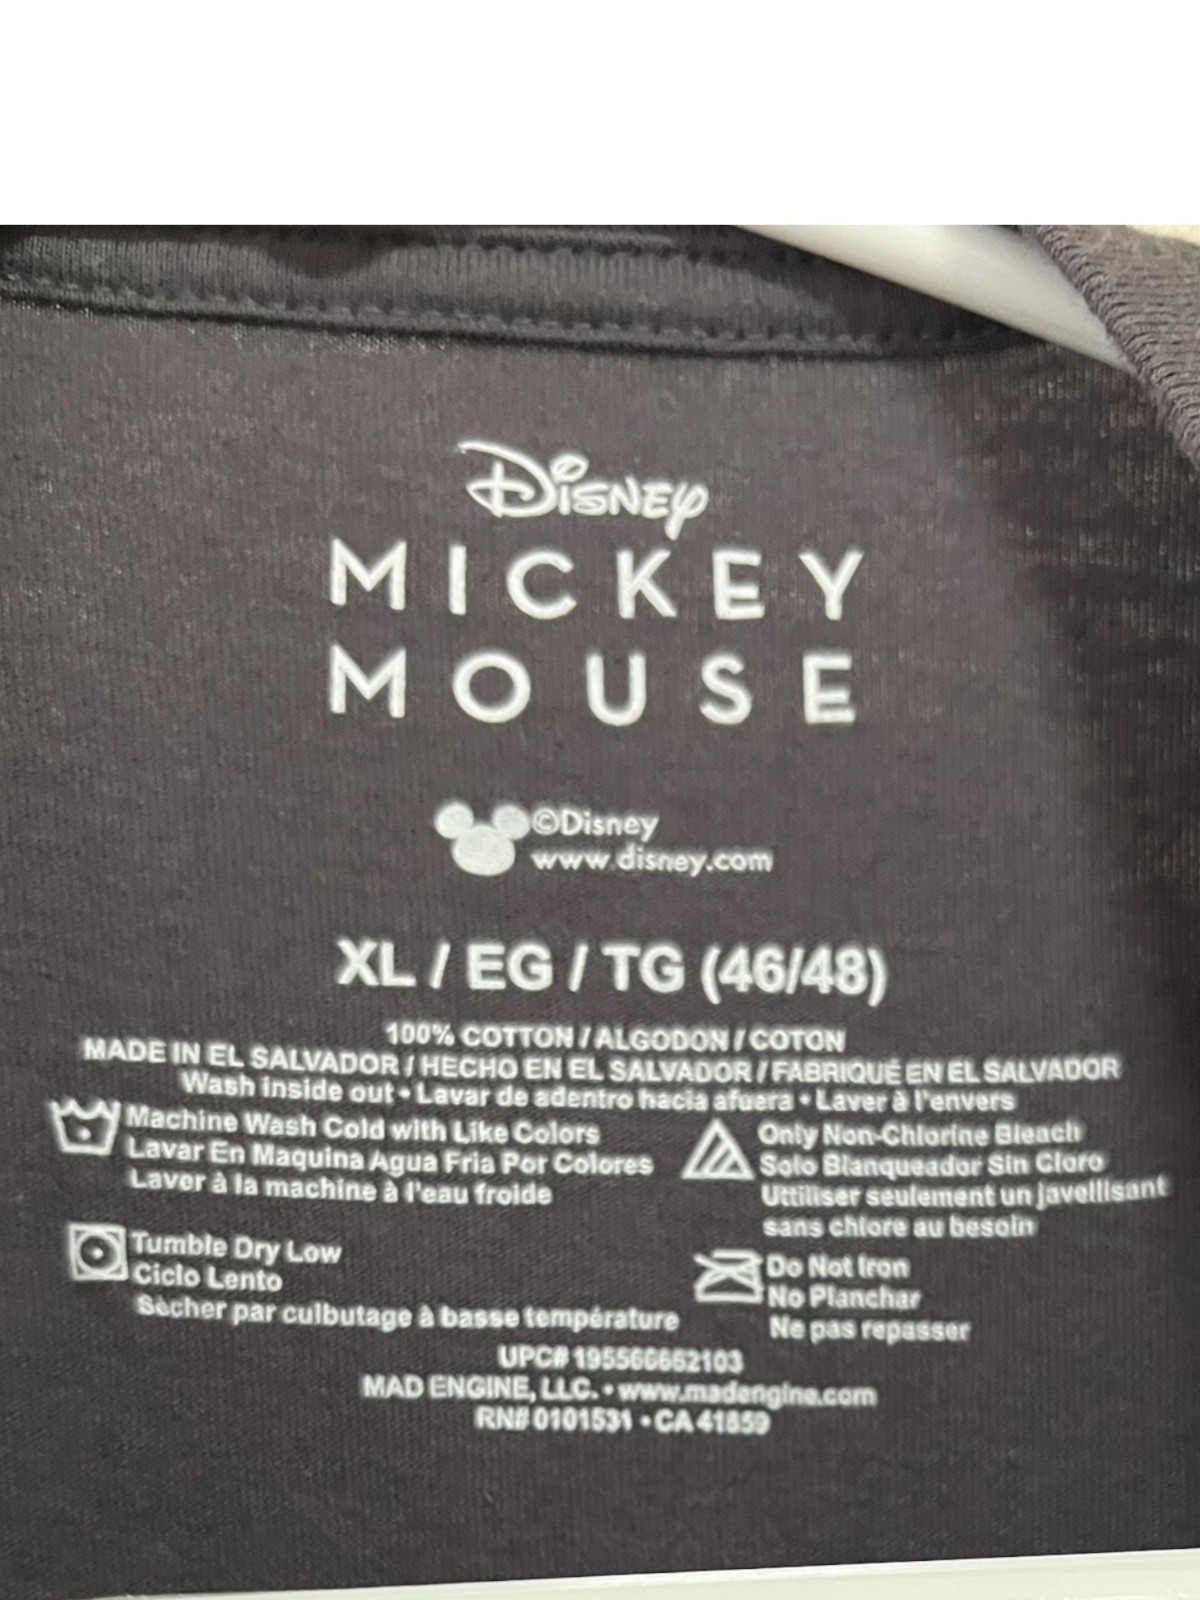 Disney
MICKEY
MOUSE
©Disney
www.disney.com
XL / EG / TG (46/48)
100% COTTON / ALGODON / COTON
MADE IN EL SALVADOR / HECHO EN EL SALVADOR / FABRIQUÉ EN EL SALVADOR
Wash inside out • Lavar de adentro hacia afuera • Laver à l'envers
Machine Wash Cold with Like Colors
Lavar En Maquina Agua Fria Por Colores
Laver à la machine à l'eau froide
Only Non-Chlorine Bleach
Solo Blanqueador Sin Cloro
Uttiliser seulement un javellisant
sans chlore au besoin
Tumble Dry Low
Ciclo Lento
Sècher par culbutage à basse température
Do Not Iron
No Planchar
Ne pas repasser
UPC# 195566662103
MAD ENGINE, LLC. • www.madengine.com
RN# 0101531 • CA 41859